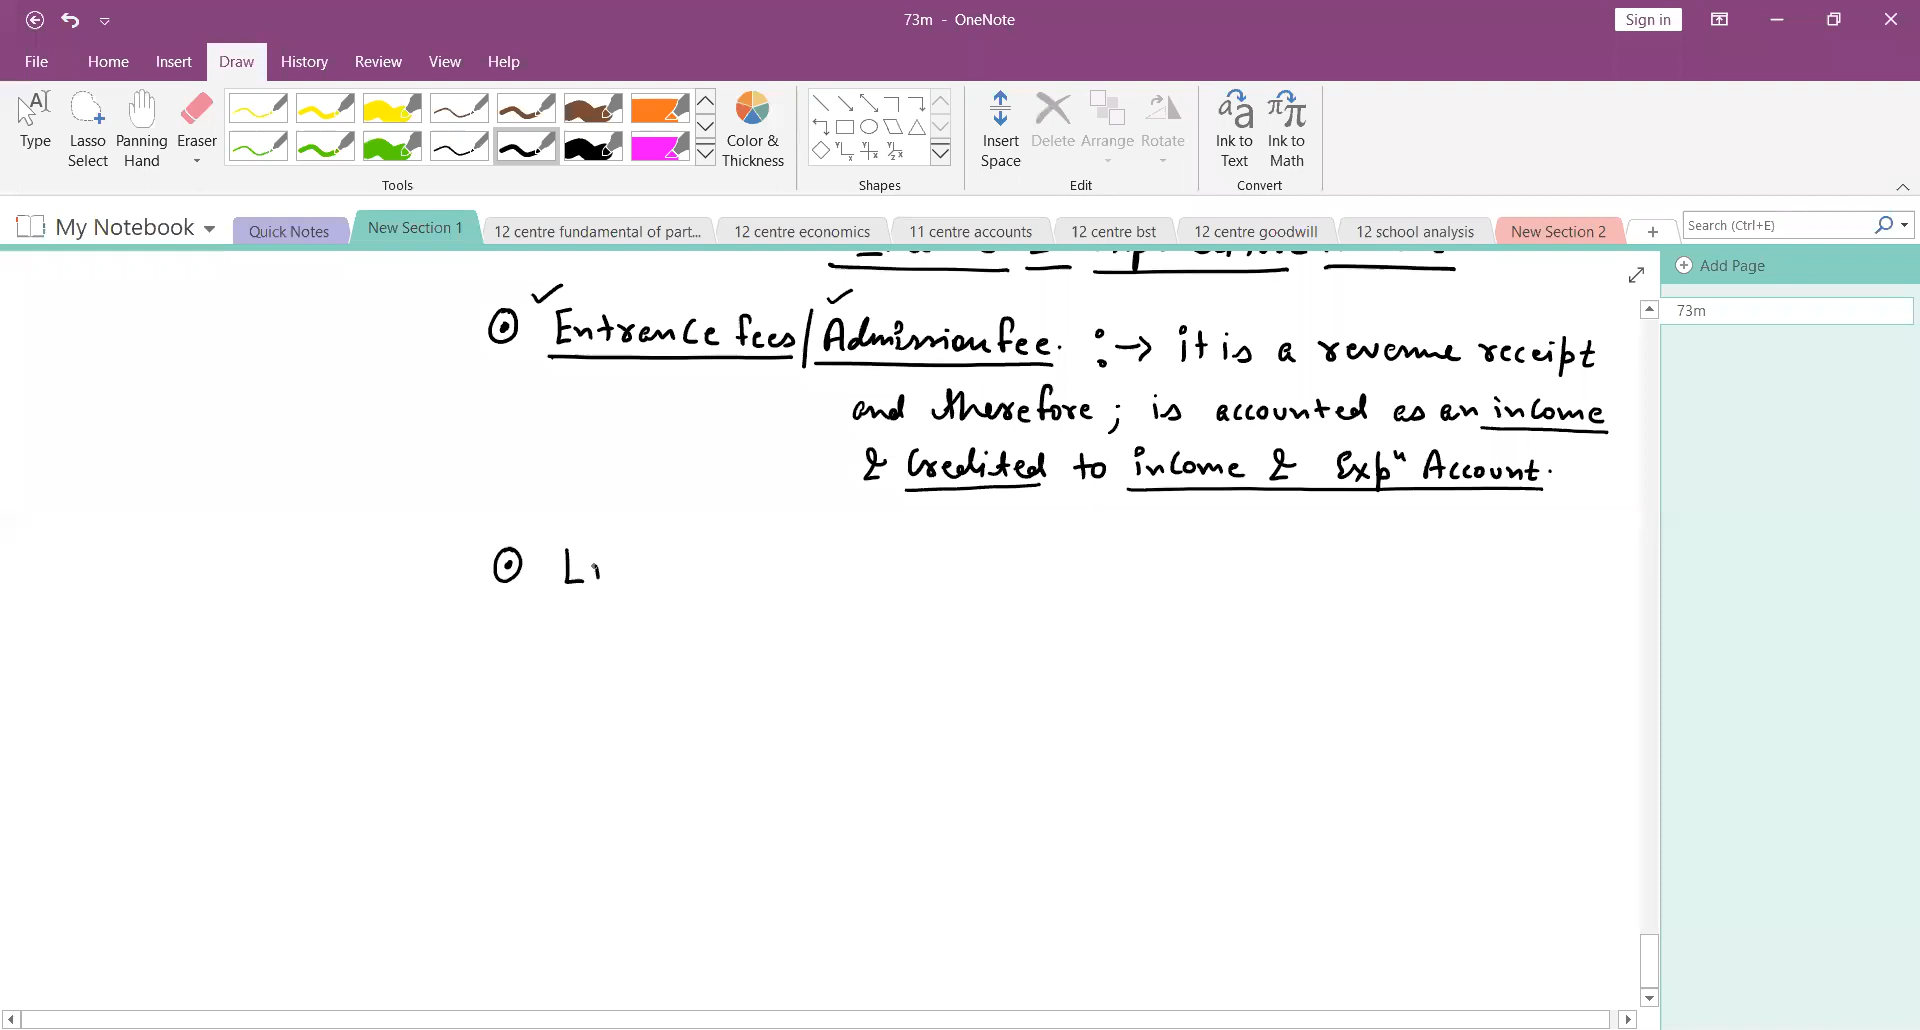 73m - OneNote
Sign in
File Home Insert Draw History Review View Help
Type
Lasso Select
Panning Hand
Eraser
Color & Thickness
Insert Space
Delete
Arrange
Rotate
Ink to Text
Ink to Math
Tools
Shapes
Edit
Convert
My Notebook
Quick Notes
New Section 1
12 centre fundamental of part...
12 centre economics
11 centre accounts
12 centre bst
12 centre goodwill
12 school analysis
New Section 2
Search (Ctrl+E)
Add Page
73m
Entrance fees / Admission fee. :→ it is a revenue receipt
and therefore ; is accounted as an income
& Credited to income & Expⁿ Account.
Li